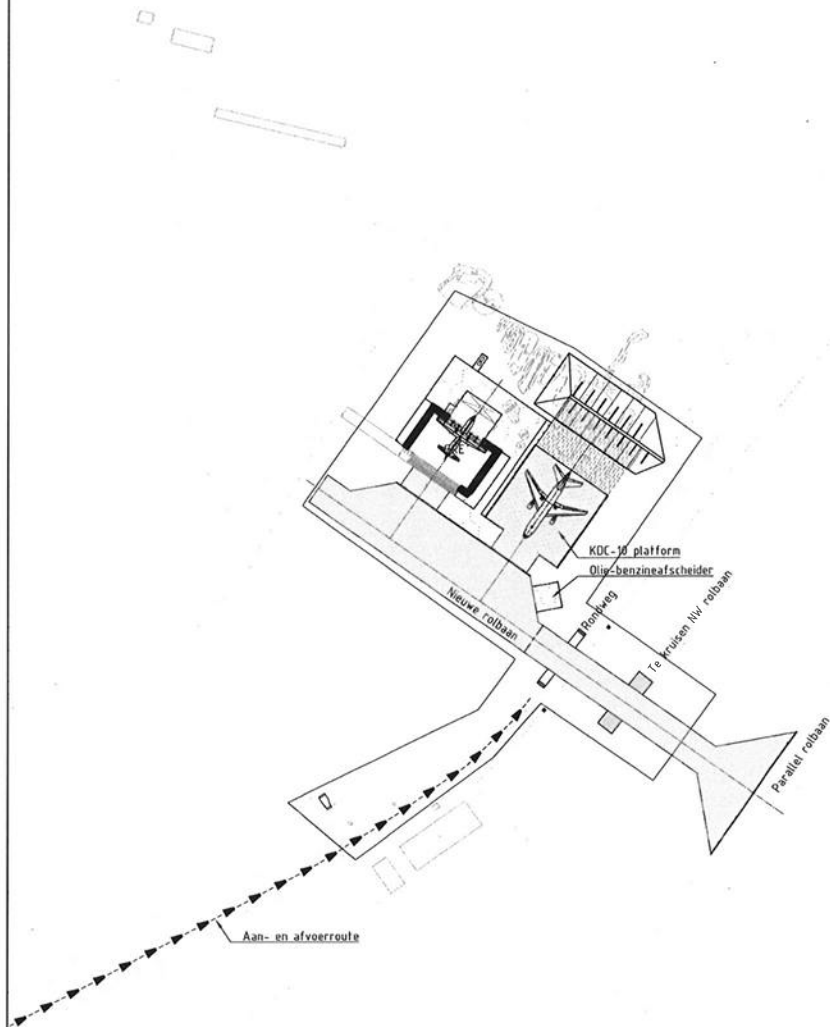 KDC-10 platform
Olie-benzineafscheider
Nieuwe rolbaan
Rondweg
Te kruisen NW rolbaan
Parallel rolbaan
Aan- en afvoerroute